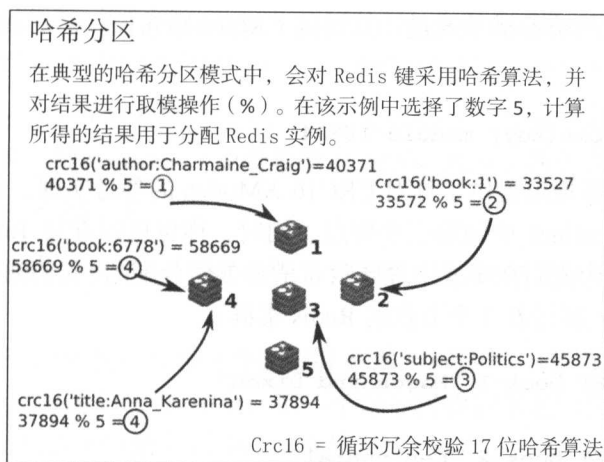 哈希分区
在典型的哈希分区模式中，会对 Redis 键采用哈希算法，并
对结果进行取模操作（%）。在该示例中选择了数字 5，计算
所得的结果用于分配 Redis 实例。
crc16('author:Charmaine_Craig')=40371
40371 % 5 =①
crc16('book:1') = 33527
33572 % 5 =②
1
crc16('book:6778') = 58669
58669 % 5 =④
4
3
2
5
crc16('subject:Politics')=45873
45873 % 5 =③
crc16('title:Anna_Karenina') = 37894
37894 % 5 =④
Crc16 = 循环冗余校验 17 位哈希算法